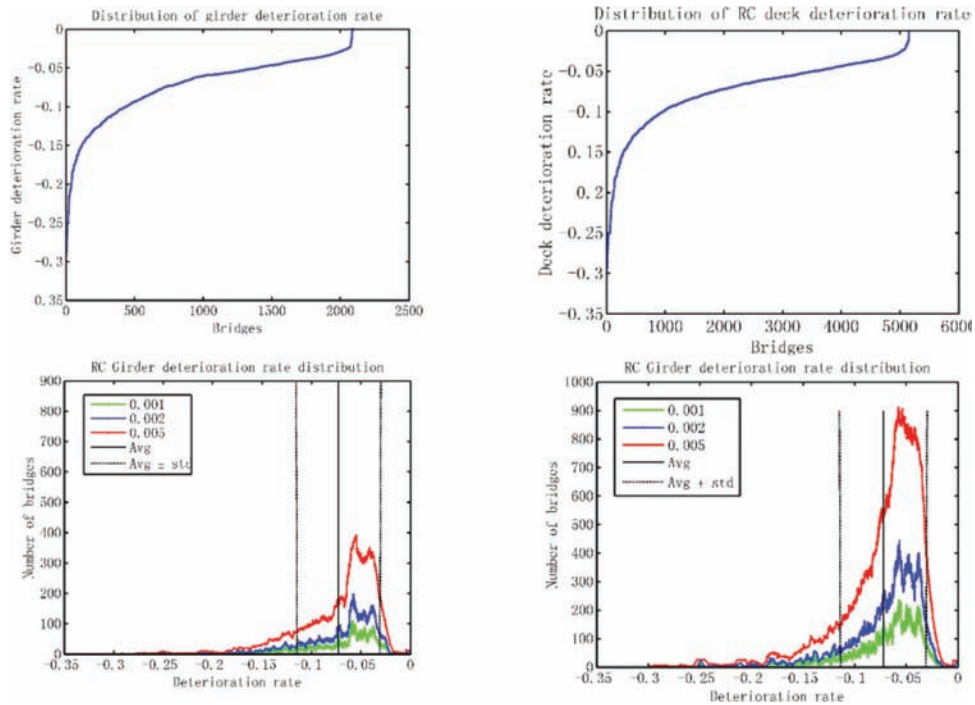 Distribution of girder deterioration rate
0
-0.05
-0.1
-0.15
-0.2
-0.25
-0.3
0.35
Girder deterioration rate
0 500 1000 1500 2000 2500
Bridges
Distribution of RC deck deterioration rate
0
-0.05
-0.1
0.15
0.2
0.25
-0.3
-0.35
Deck deterioration rate
0 1000 2000 3000 4000 5000 6000
Bridges
RC Girder deterioration rate distribution
900
800
700
600
500
400
300
200
100
0
Number of bridges
0.001
0.002
0.005
Avg
Avg ± std
-0.35 -0.3 -0.25 -0.2 -0.15 -0.1 -0.05 0
Deterioration rate
RC Girder deterioration rate distribution
1000
900
800
700
600
500
400
300
200
100
0
Number of bridges
0.001
0.002
0.005
Avg
Avg + std
-0.35 -0.3 -0.25 -0.2 -0.15 -0.1 -0.05 0
Deterioration rate